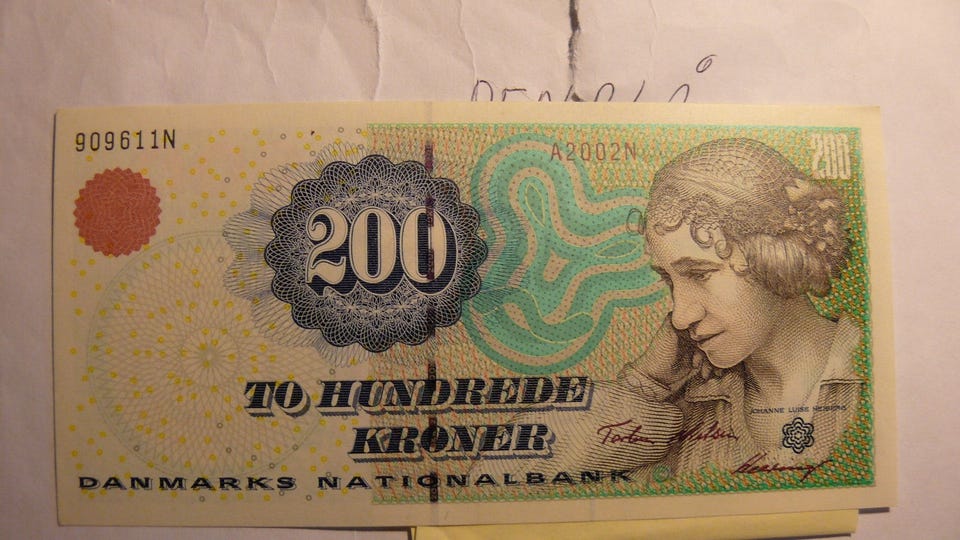 909611N
A2002N
200
200
TO HUNDREDE
KRONER
JOHANNE LUISE HEIBERG
DANMARKS NATIONALBANK